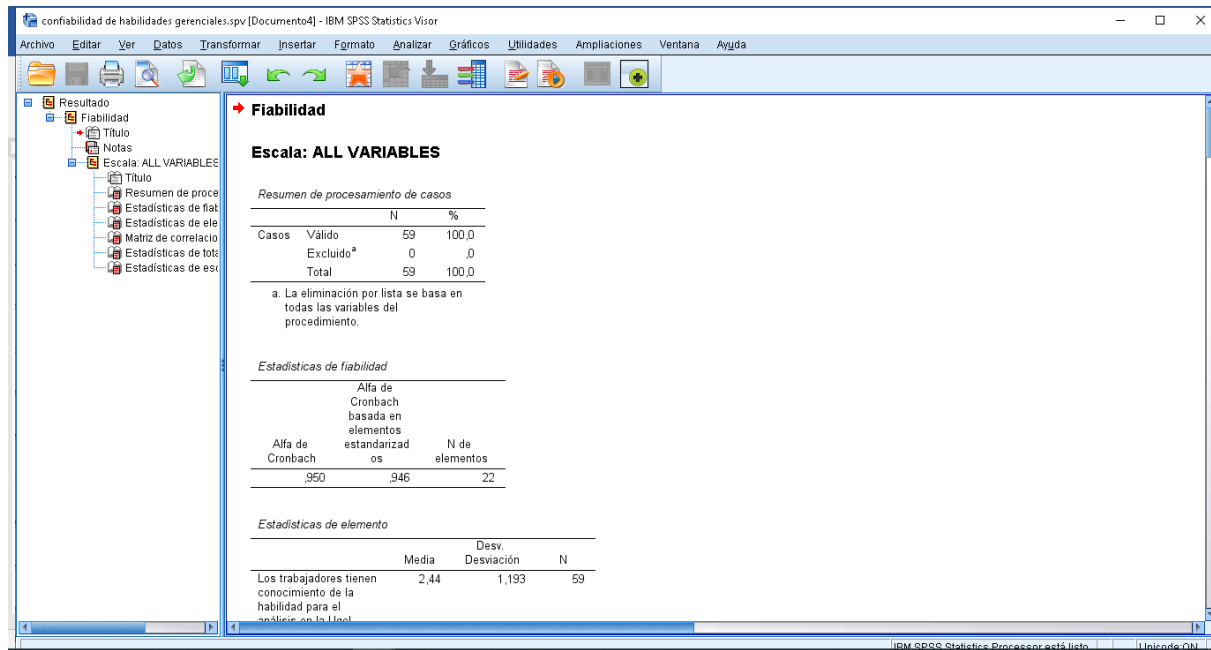 confiabilidad de habilidades gerenciales.spv [Documento4] - IBM SPSS Statistics Visor
Archivo Editar Ver Datos Transformar Insertar Formato Analizar Gráficos Utilidades Ampliaciones Ventana Ayuda
Resultado
Fiabilidad
Título
Notas
Escala: ALL VARIABLES
Título
Resumen de proce
Estadísticas de fiab
Estadísticas de ele
Matriz de correlacio
Estadísticas de tota
Estadísticas de esc
Fiabilidad
Escala: ALL VARIABLES
Resumen de procesamiento de casos
N %
Casos Válido 59 100,0
Excluido a 0 ,0
Total 59 100,0
a. La eliminación por lista se basa en
todas las variables del
procedimiento.
Estadísticas de fiabilidad
Alfa de
Cronbach
basada en
elementos
Alfa de estandarizad N de
Cronbach os elementos
,950 ,946 22
Estadísticas de elemento
Desv.
Media Desviación N
Los trabajadores tienen 2,44 1,193 59
conocimiento de la
habilidad para el
análisis en la Ugel
IBM SPSS Statistics Processor está listo Unicode:ON